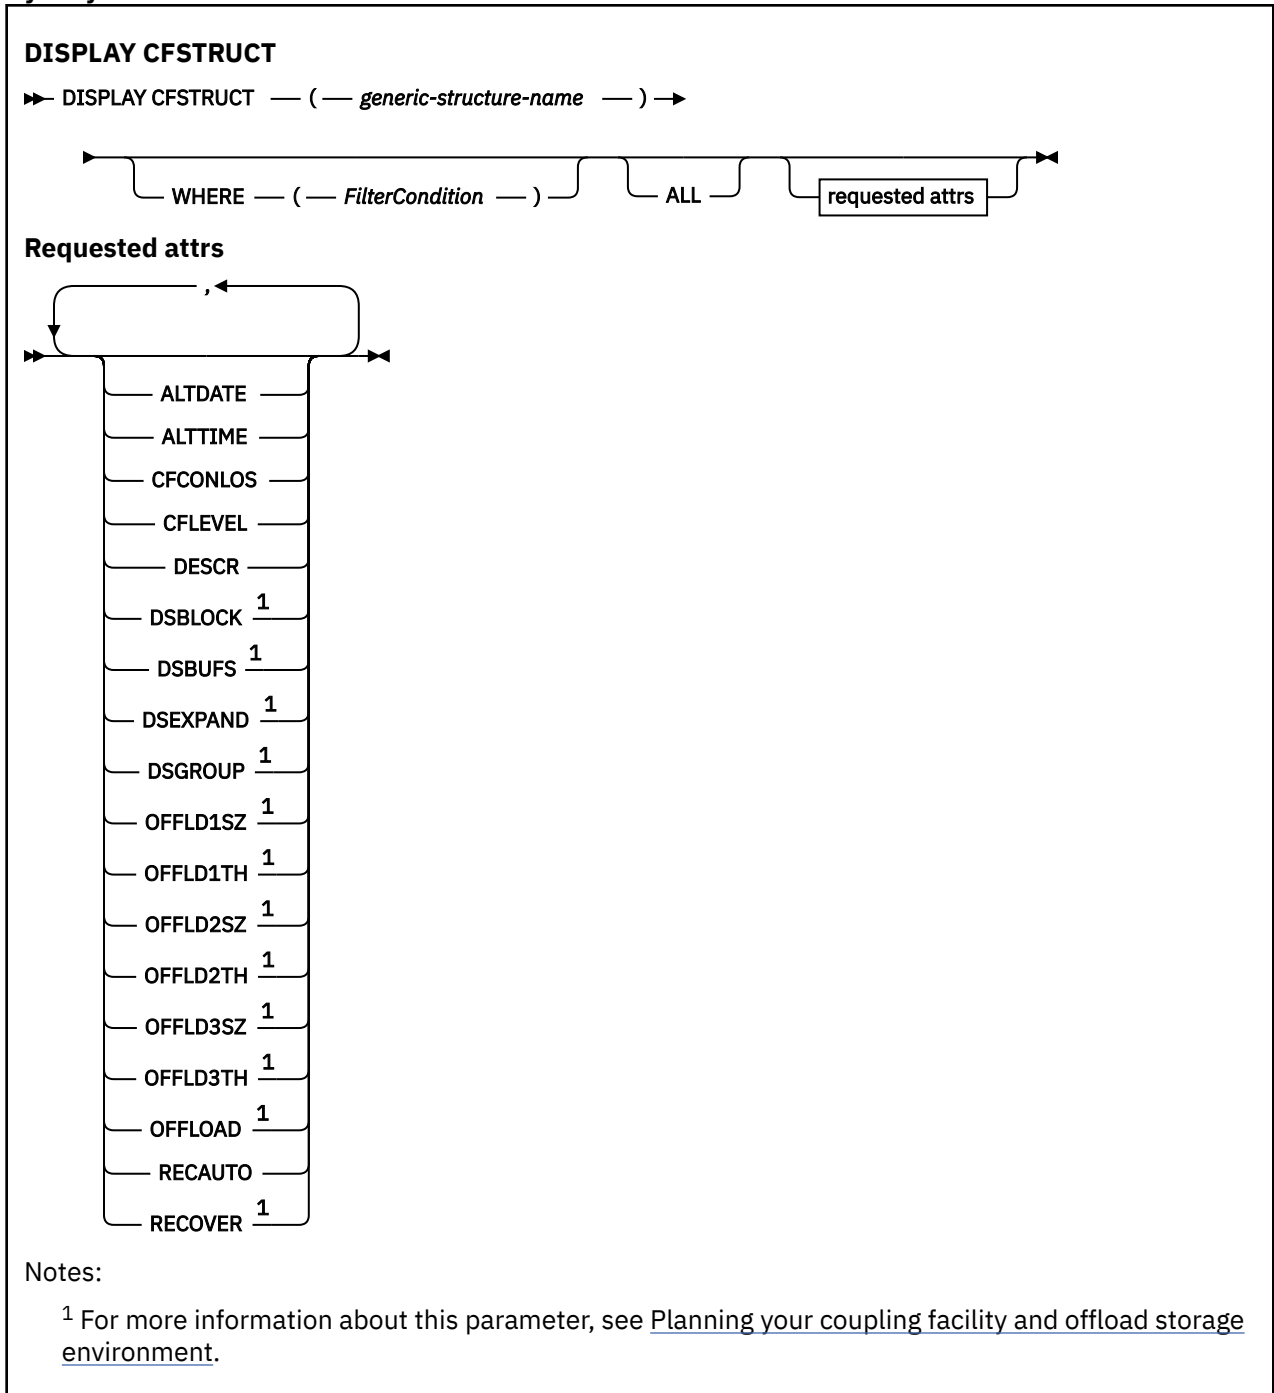 DISPLAY CFSTRUCT
DISPLAY CFSTRUCT ( generic-structure-name )
WHERE ( FilterCondition ) ALL requested attrs
Requested attrs
,
ALTDATE
ALTTIME
CFCONLOS
CFLEVEL
DESCR
DSBLOCK 1
DSBUFS 1
DSEXPAND 1
DSGROUP 1
OFFLD1SZ 1
OFFLD1TH 1
OFFLD2SZ 1
OFFLD2TH 1
OFFLD3SZ 1
OFFLD3TH 1
OFFLOAD 1
RECAUTO
RECOVER 1
Notes:
1 For more information about this parameter, see Planning your coupling facility and offload storage
environment.